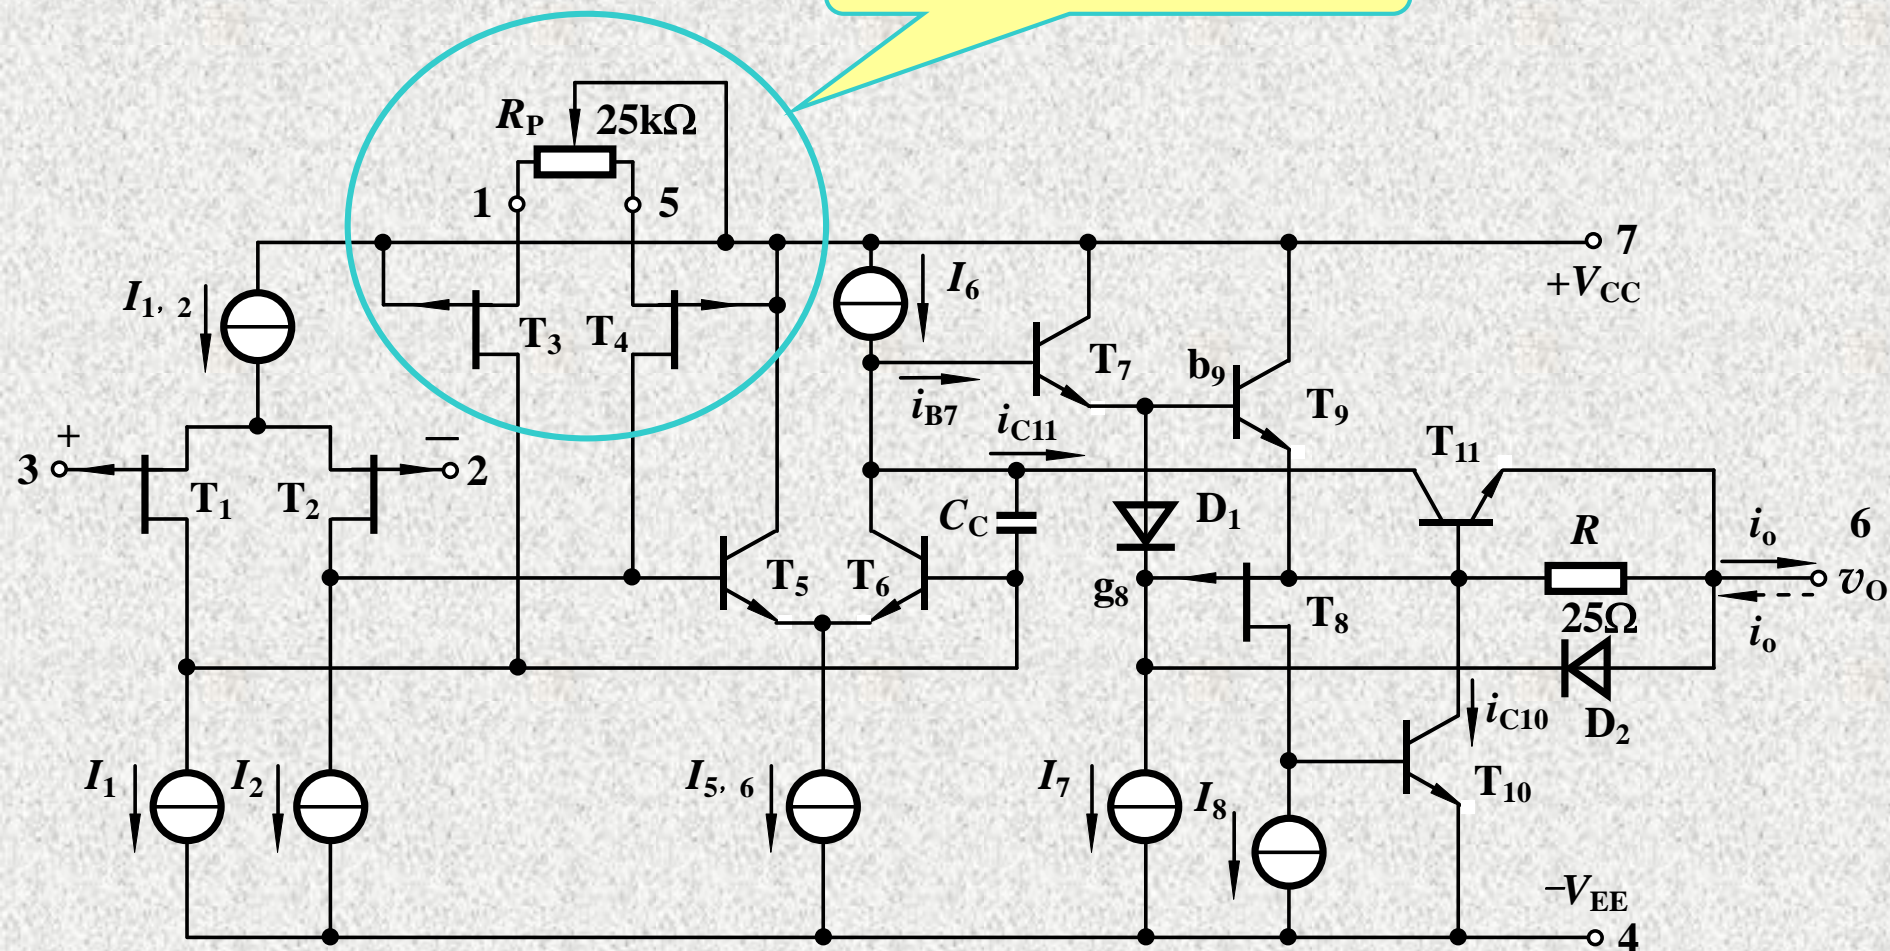 R_P 25kΩ
1 5
7
+V_CC
I_1, 2
I_6
T_3 T_4
T_7
b_9
T_9
i_B7
i_C11
T_11
+
−
3
2
T_1 T_2
C_C
D_1
R
i_o
6
T_5 T_6
g_8
T_8
25Ω
v_O
i_o
i_C10
D_2
I_1
I_2
I_5, 6
I_7
I_8
T_10
−V_EE
4